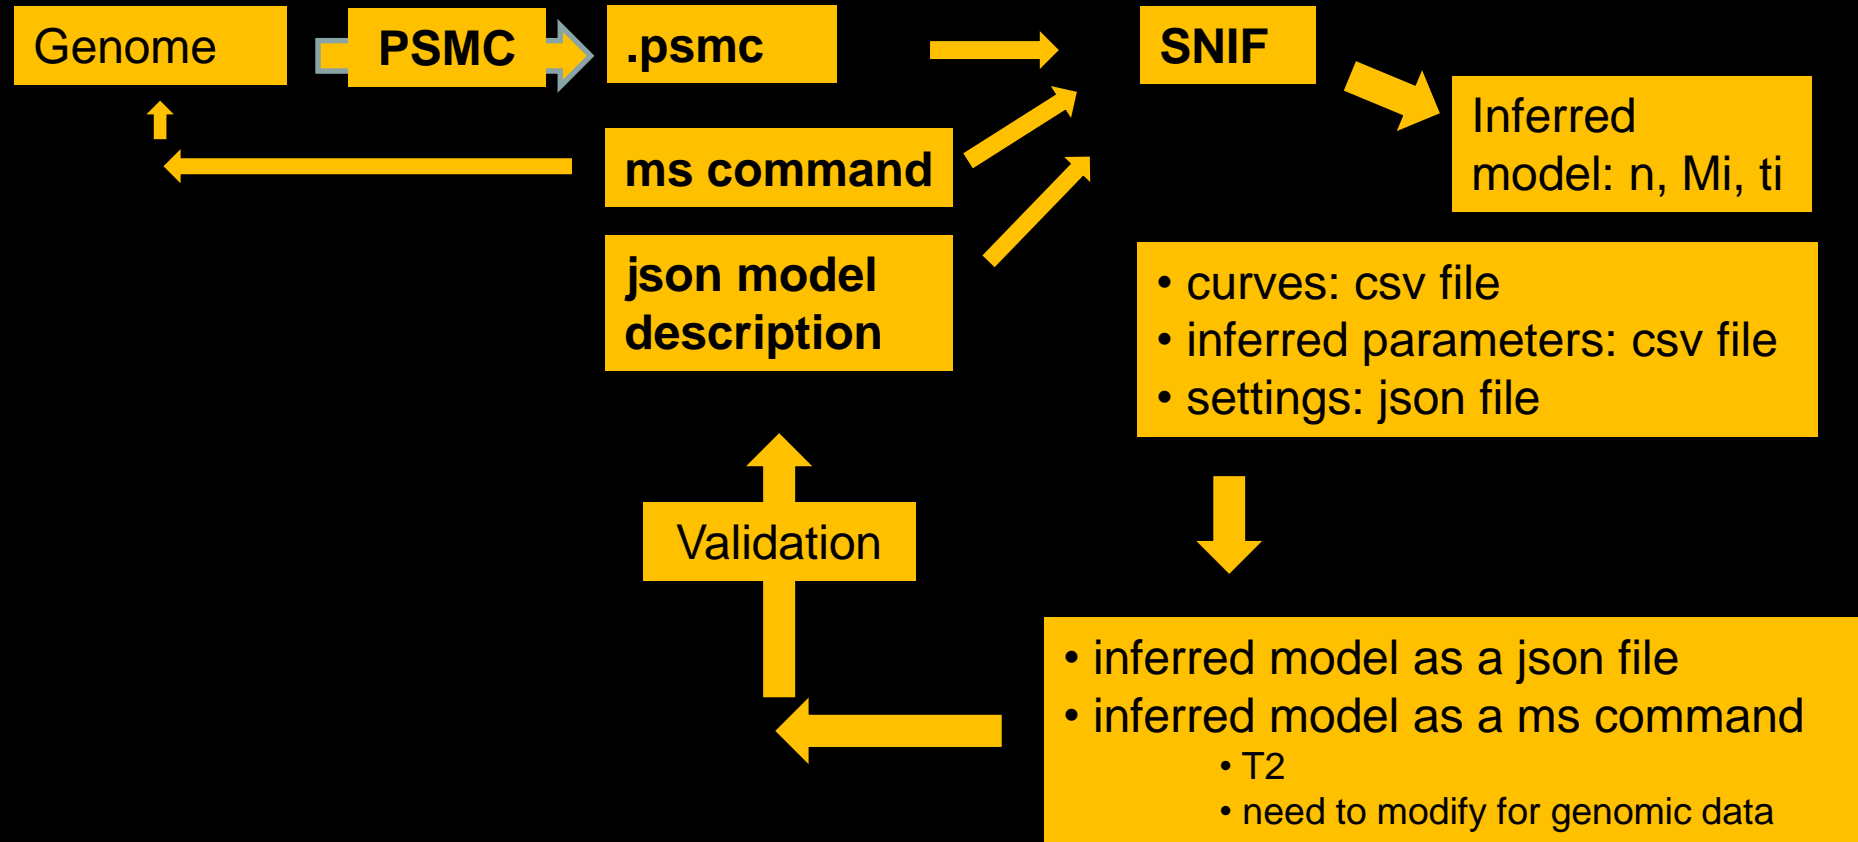 Genome
PSMC
.psmc
SNIF
Inferred
model: n, Mi, ti
ms command
json model
description
• curves: csv file
• inferred parameters: csv file
• settings: json file
Validation
• inferred model as a json file
• inferred model as a ms command
• T2
• need to modify for genomic data